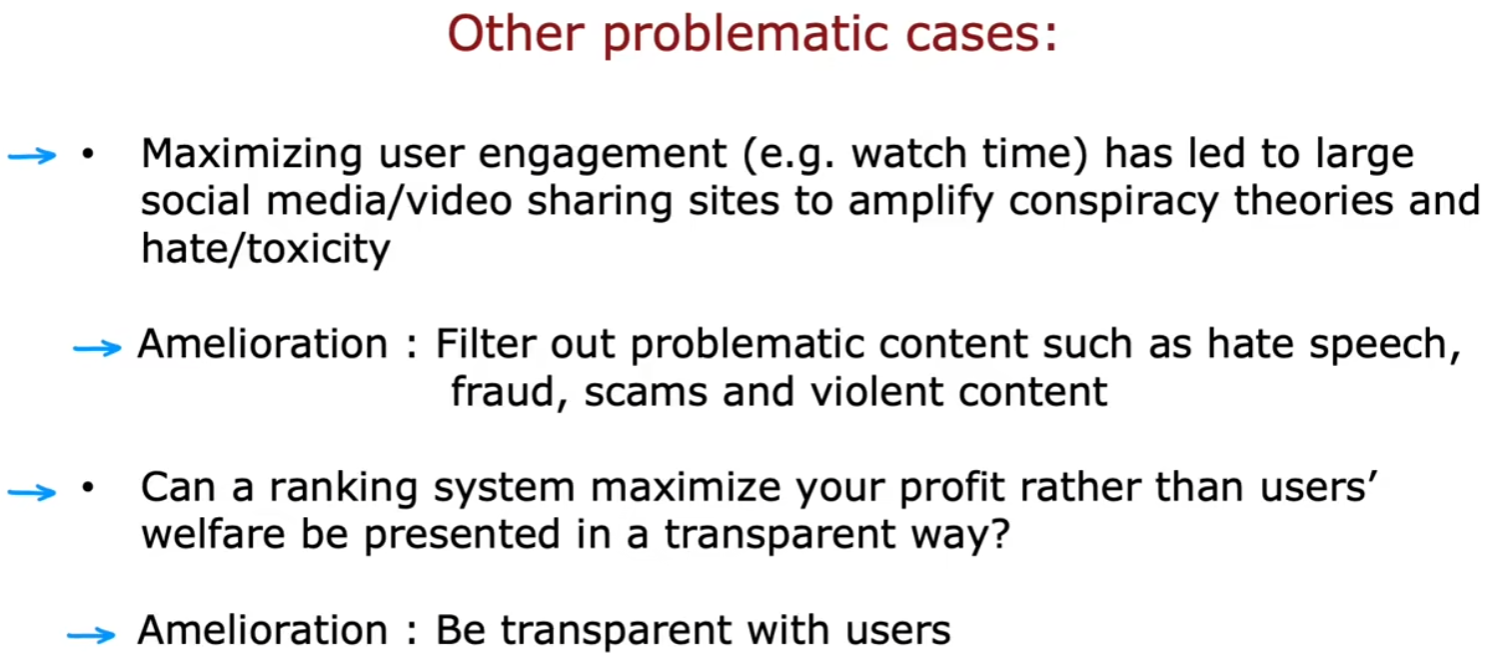 Other problematic cases:
• Maximizing user engagement (e.g. watch time) has led to large
social media/video sharing sites to amplify conspiracy theories and
hate/toxicity
Amelioration : Filter out problematic content such as hate speech,
fraud, scams and violent content
• Can a ranking system maximize your profit rather than users’
welfare be presented in a transparent way?
Amelioration : Be transparent with users